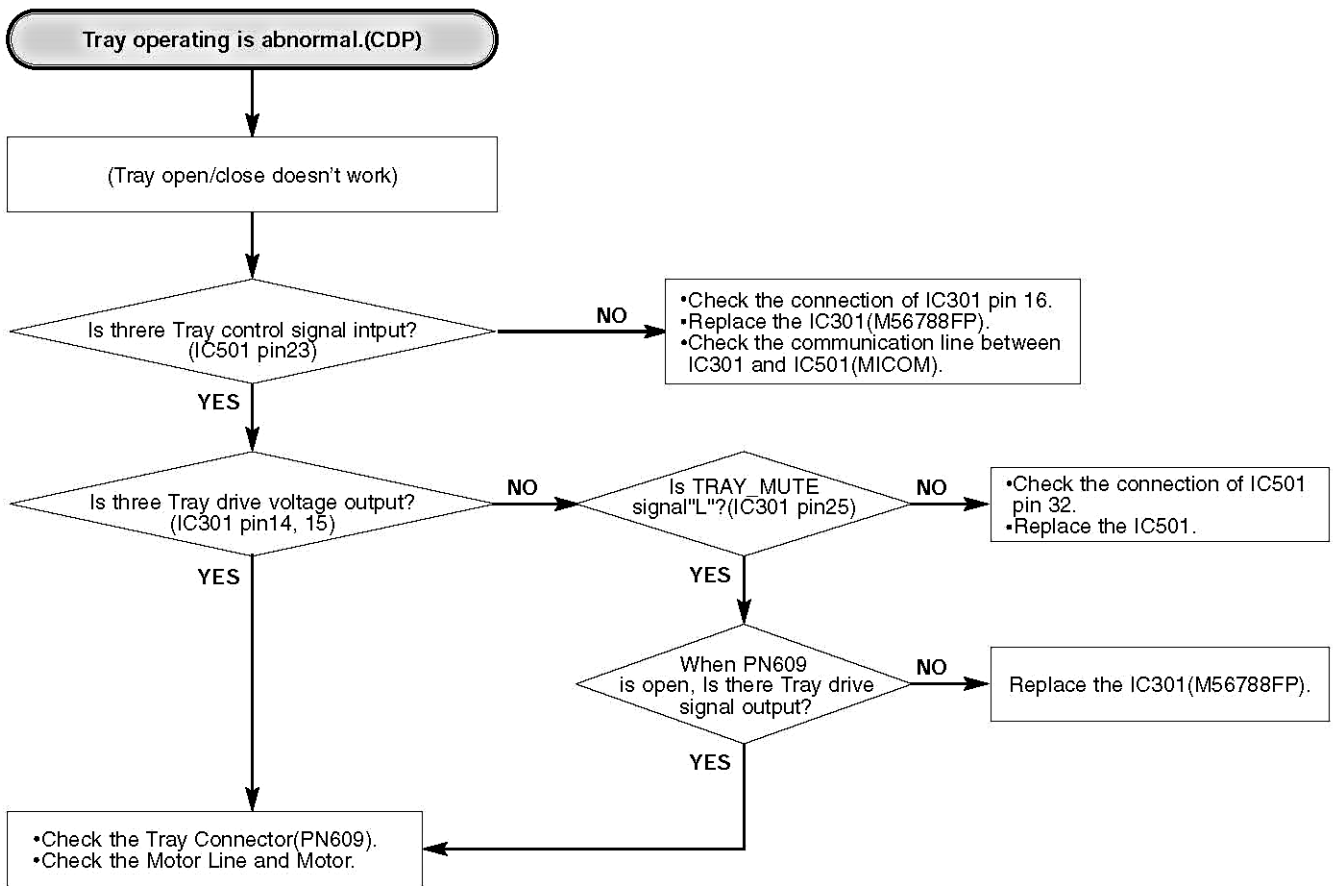 Tray operating is abnormal.(CDP)
(Tray open/close doesn't work)
Is threre Tray control signal intput?
(IC501 pin23)
NO
•Check the connection of IC301 pin 16.
•Replace the IC301(M56788FP).
•Check the communication line between
IC301 and IC501(MICOM).
YES
Is three Tray drive voltage output?
(IC301 pin14, 15)
NO
Is TRAY_MUTE
signal"L"?(IC301 pin25)
NO
•Check the connection of IC501
pin 32.
•Replace the IC501.
YES
YES
When PN609
is open, Is there Tray drive
signal output?
NO
Replace the IC301(M56788FP).
YES
•Check the Tray Connector(PN609).
•Check the Motor Line and Motor.